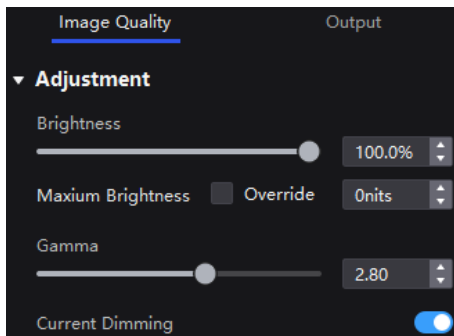 Image Quality Output
Adjustment
Brightness
100.0%
Maxium Brightness Override 0nits
Gamma
2.80
Current Dimming